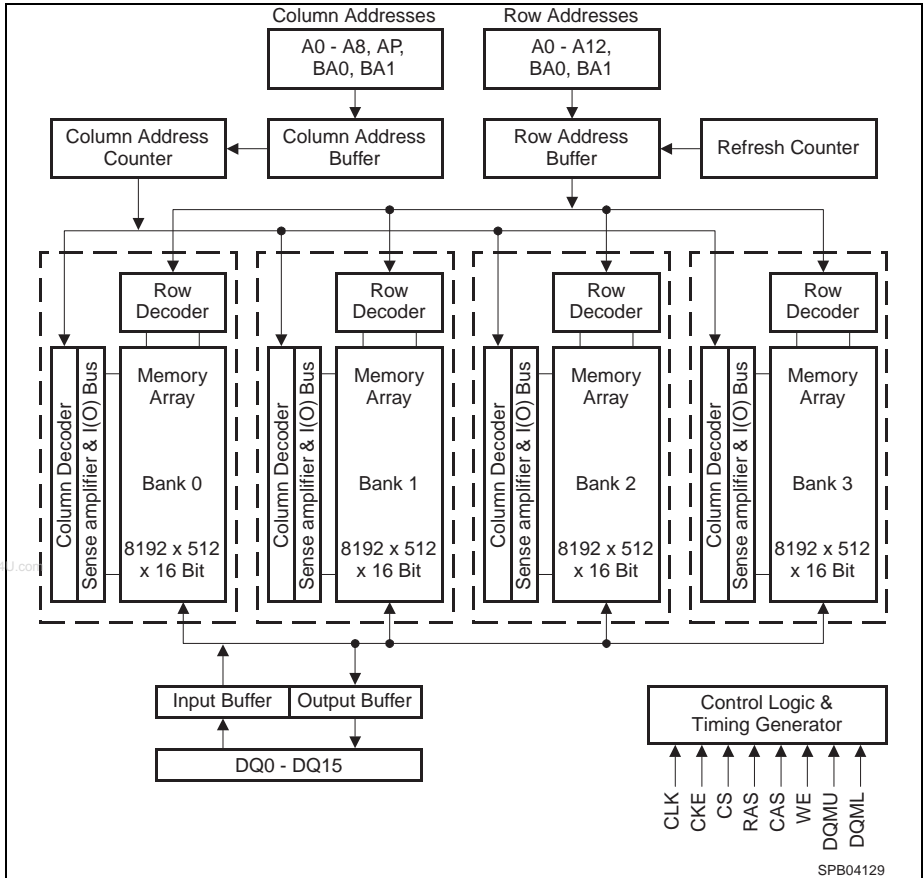 Column Addresses
Row Addresses
A0 - A8, AP,
BA0, BA1
A0 - A12,
BA0, BA1
Column Address
Counter
Column Address
Buffer
Row Address
Buffer
Refresh Counter
Row
Decoder
Row
Decoder
Row
Decoder
Row
Decoder
Column Decoder
Sense amplifier & I(O) Bus
Memory
Array
Bank 0
8192 x 512
x 16 Bit
Column Decoder
Sense amplifier & I(O) Bus
Memory
Array
Bank 1
8192 x 512
x 16 Bit
Column Decoder
Sense amplifier & I(O) Bus
Memory
Array
Bank 2
8192 x 512
x 16 Bit
Column Decoder
Sense amplifier & I(O) Bus
Memory
Array
Bank 3
8192 x 512
x 16 Bit
Input Buffer
Output Buffer
DQ0 - DQ15
Control Logic &
Timing Generator
CLK
CKE
CS
RAS
CAS
WE
DQMU
DQML
SPB04129